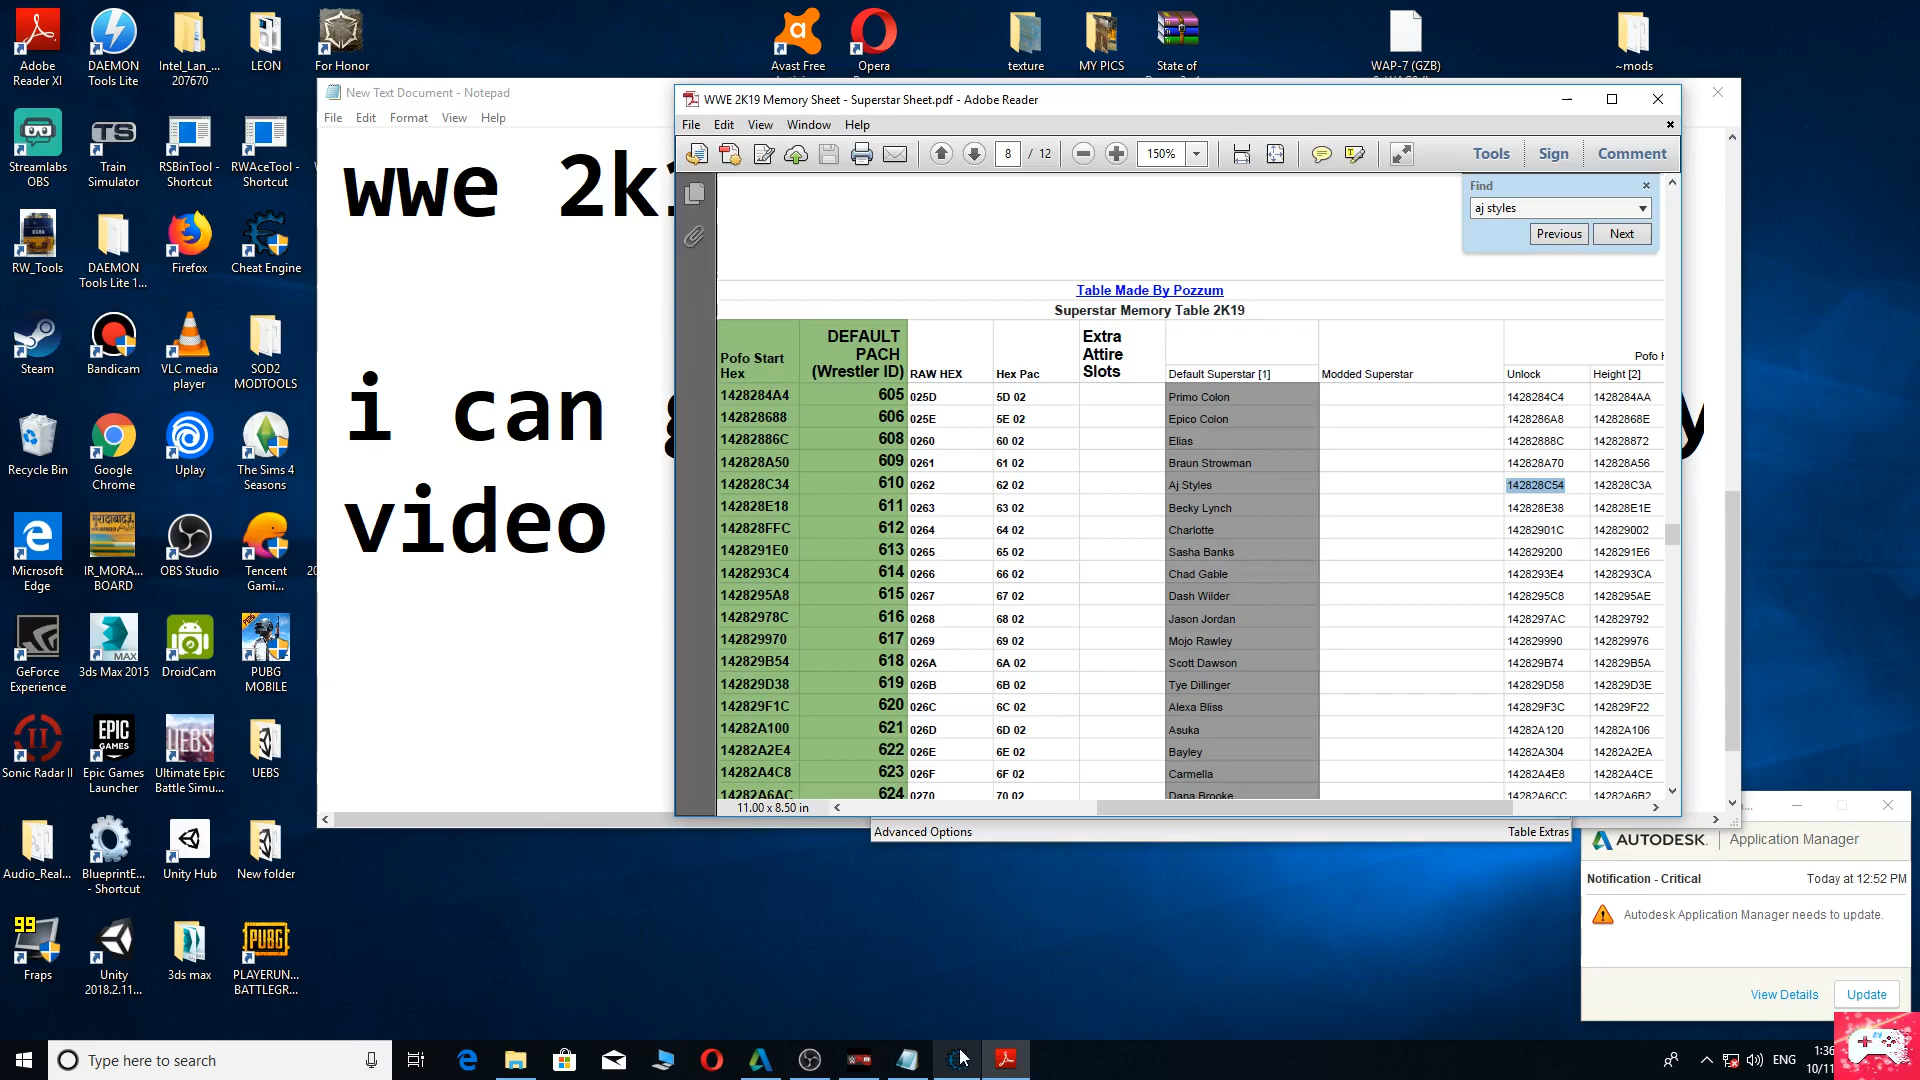 Adobe
Reader XI
DAEMON
Tools Lite
Intel_Lan_...
207670
LEON
For Honor
Avast Free
Opera
texture
MY PICS
State of
WAP-7 (GZB)
~mods
Streamlabs
OBS
Train
Simulator
RSBinTool -
Shortcut
RWAceTool -
Shortcut
RW_Tools
DAEMON
Tools Lite 1...
Firefox
Cheat Engine
Steam
Bandicam
VLC media
player
SOD2
MODTOOLS
Recycle Bin
Google
Chrome
Uplay
The Sims 4
Seasons
Microsoft
Edge
IR_MORA...
BOARD
OBS Studio
Tencent
Gami...
GeForce
Experience
3ds Max 2015
DroidCam
PUBG
MOBILE
Sonic Radar II
Epic Games
Launcher
Ultimate Epic
Battle Simu...
UEBS
Audio_Real...
BlueprintE...
- Shortcut
Unity Hub
New folder
Fraps
Unity
2018.2.11...
3ds max
PLAYERUN...
BATTLEGR...
New Text Document - Notepad
File Edit Format View Help
wwe 2k1
i can
video
WWE 2K19 Memory Sheet - Superstar Sheet.pdf - Adobe Reader
File Edit View Window Help
8 / 12 150% Tools Sign Comment
Find
aj styles
Previous Next
Table Made By Pozzum
Superstar Memory Table 2K19
Pofo Start Hex DEFAULT PACH (Wrestler ID) RAW HEX Hex Pac Extra Attire Slots Default Superstar [1] Modded Superstar Unlock Height [2] Pofo
1428284A4 605 025D 5D 02 Primo Colon 1428284C4 1428284AA
142828688 606 025E 5E 02 Epico Colon 1428286A8 14282868E
14282886C 608 0260 60 02 Elias 14282888C 142828872
142828A50 609 0261 61 02 Braun Strowman 142828A70 142828A56
142828C34 610 0262 62 02 Aj Styles 142828C54 142828C3A
142828E18 611 0263 63 02 Becky Lynch 142828E38 142828E1E
142828FFC 612 0264 64 02 Charlotte 14282901C 142829002
1428291E0 613 0265 65 02 Sasha Banks 142829200 1428291E6
1428293C4 614 0266 66 02 Chad Gable 1428293E4 1428293CA
1428295A8 615 0267 67 02 Dash Wilder 1428295C8 1428295AE
14282978C 616 0268 68 02 Jason Jordan 1428297AC 142829792
142829970 617 0269 69 02 Mojo Rawley 142829990 142829976
142829B54 618 026A 6A 02 Scott Dawson 142829B74 142829B5A
142829D38 619 026B 6B 02 Tye Dillinger 142829D58 142829D3E
142829F1C 620 026C 6C 02 Alexa Bliss 142829F3C 142829F22
14282A100 621 026D 6D 02 Asuka 14282A120 14282A106
14282A2E4 622 026E 6E 02 Bayley 14282A304 14282A2EA
14282A4C8 623 026F 6F 02 Carmella 14282A4E8 14282A4CE
14282A6AC 624 0270 70 02 Dana Brooke 14282A6CC 14282A6B2
11.00 x 8.50 in
Advanced Options Table Extras
AUTODESK. Application Manager
Notification - Critical Today at 12:52 PM
Autodesk Application Manager needs to update.
View Details Update
Type here to search
ENG
1:36
10/11